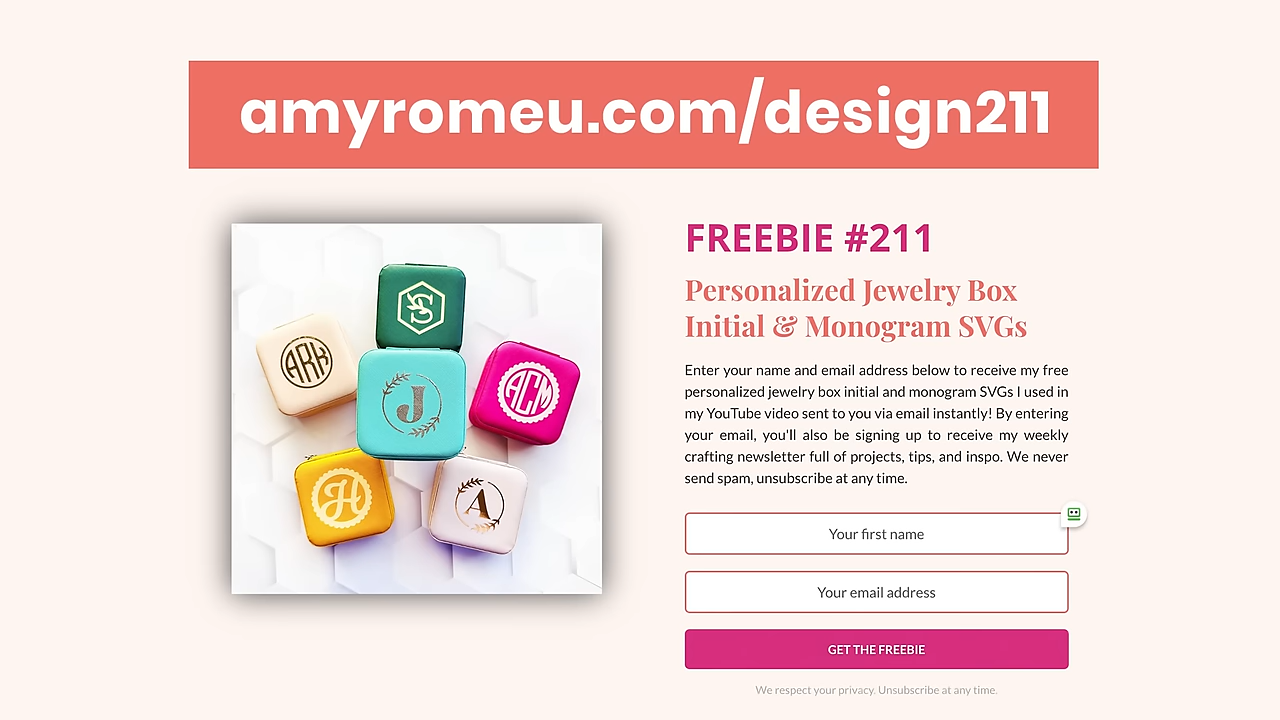 amyromeu.com/design211
FREEBIE #211
Personalized Jewelry Box
Initial & Monogram SVGs
Enter your name and email address below to receive my free
personalized jewelry box initial and monogram SVGs I used in
my YouTube video sent to you via email instantly! By entering
your email, you'll also be signing up to receive my weekly
crafting newsletter full of projects, tips, and inspo. We never
send spam, unsubscribe at any time.
S
ARK
J
ACM
H
A
Your first name
Your email address
GET THE FREEBIE
We respect your privacy. Unsubscribe at any time.